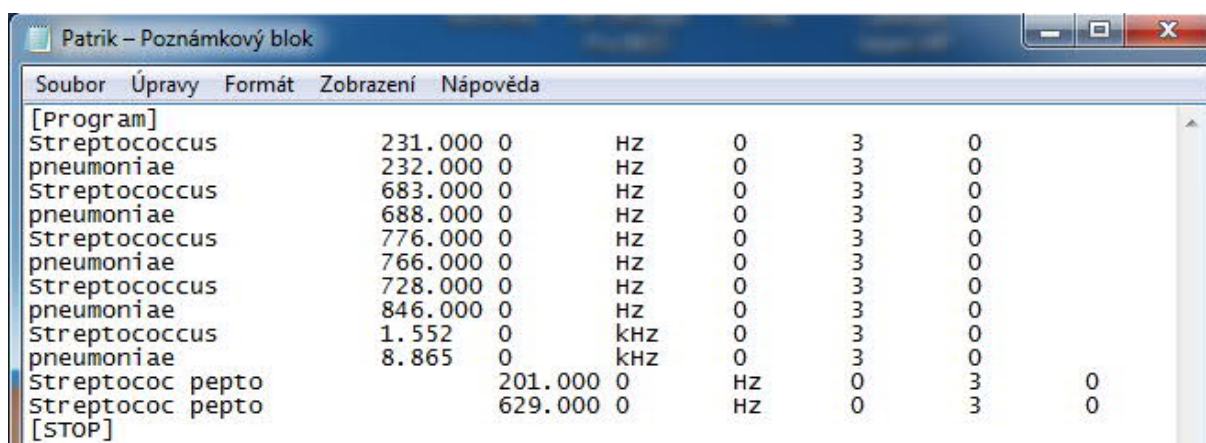 Patrik – Poznámkový blok
Soubor Úpravy Formát Zobrazení Nápověda
[Program]
Streptococcus 231.000 0 Hz 0 3 0
pneumoniae 232.000 0 Hz 0 3 0
Streptococcus 683.000 0 Hz 0 3 0
pneumoniae 688.000 0 Hz 0 3 0
Streptococcus 776.000 0 Hz 0 3 0
pneumoniae 766.000 0 Hz 0 3 0
Streptococcus 728.000 0 Hz 0 3 0
pneumoniae 846.000 0 Hz 0 3 0
Streptococcus 1.552 0 kHz 0 3 0
pneumoniae 8.865 0 kHz 0 3 0
Streptococ pepto 201.000 0 Hz 0 3 0
Streptococ pepto 629.000 0 Hz 0 3 0
[STOP]